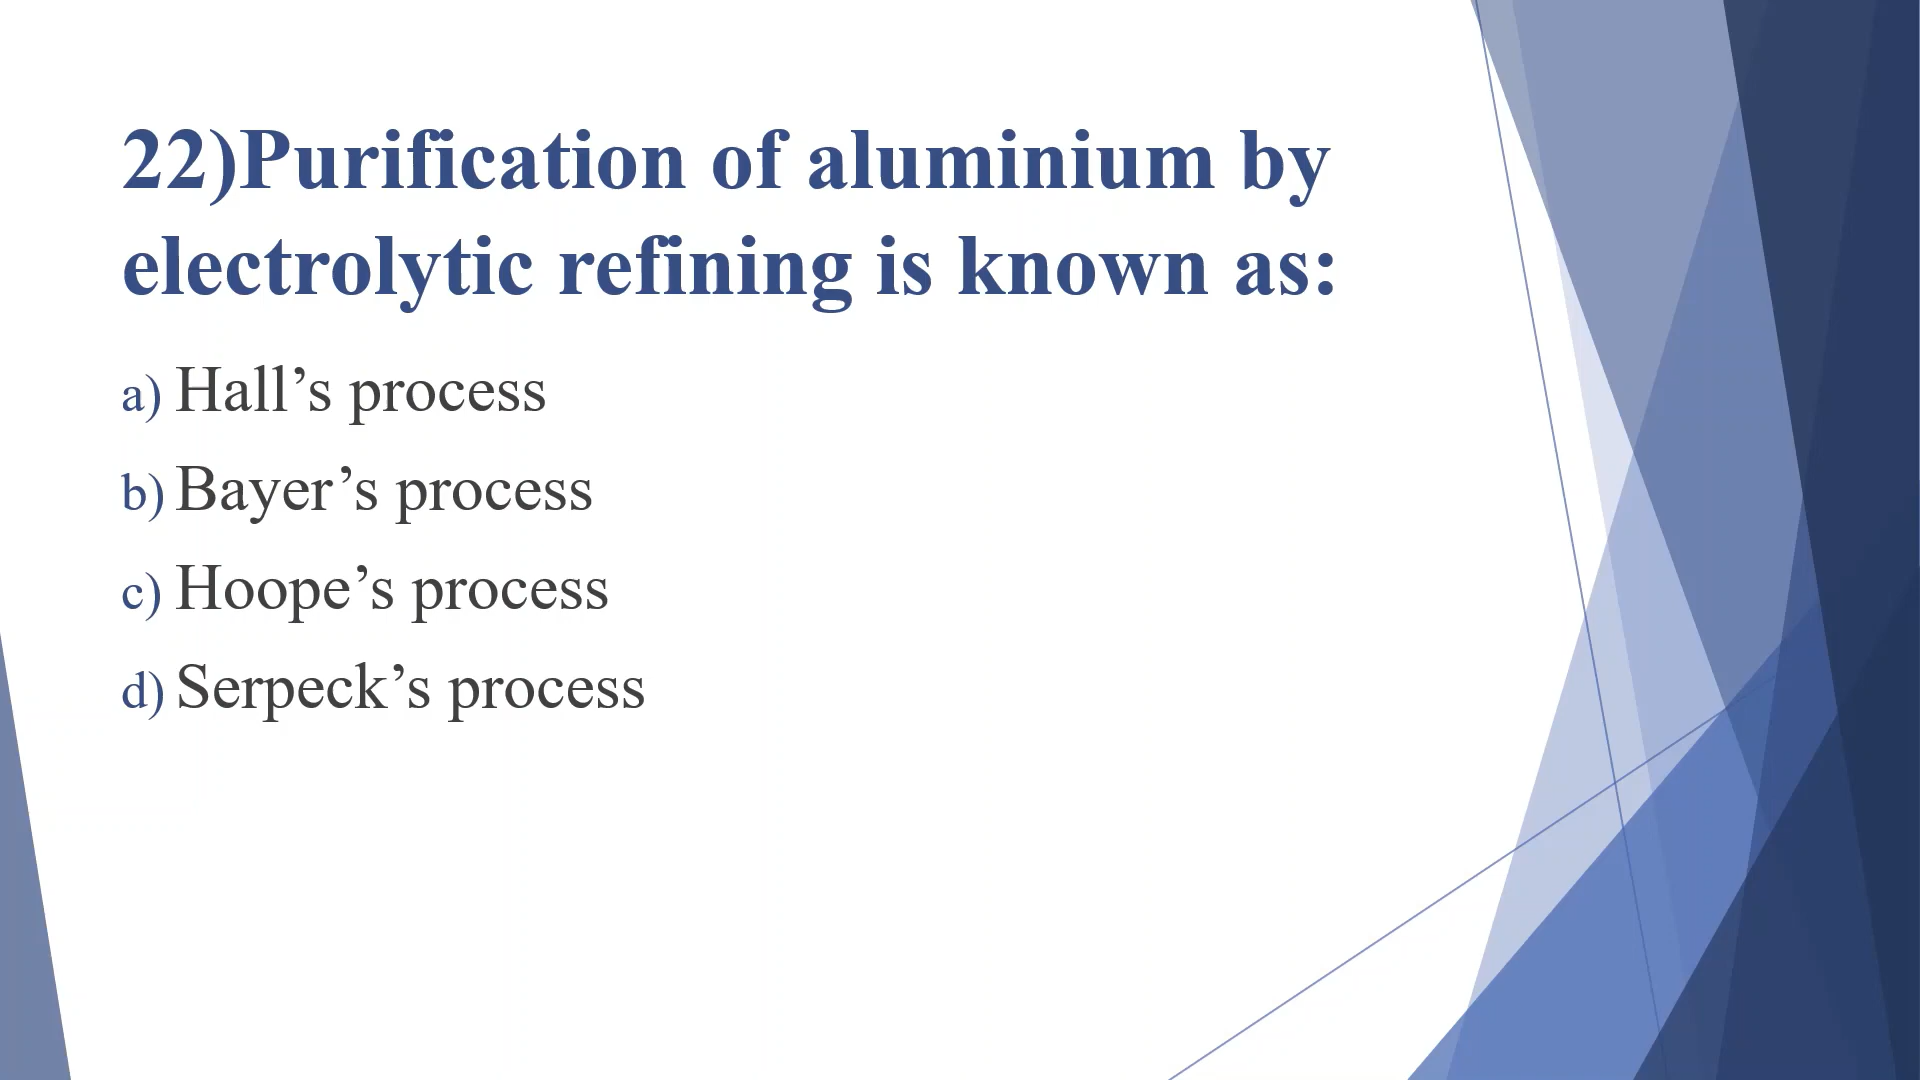 22)Purification of aluminium by
electrolytic refining is known as:
a) Hall’s process
b) Bayer’s process
c) Hoope’s process
d) Serpeck’s process